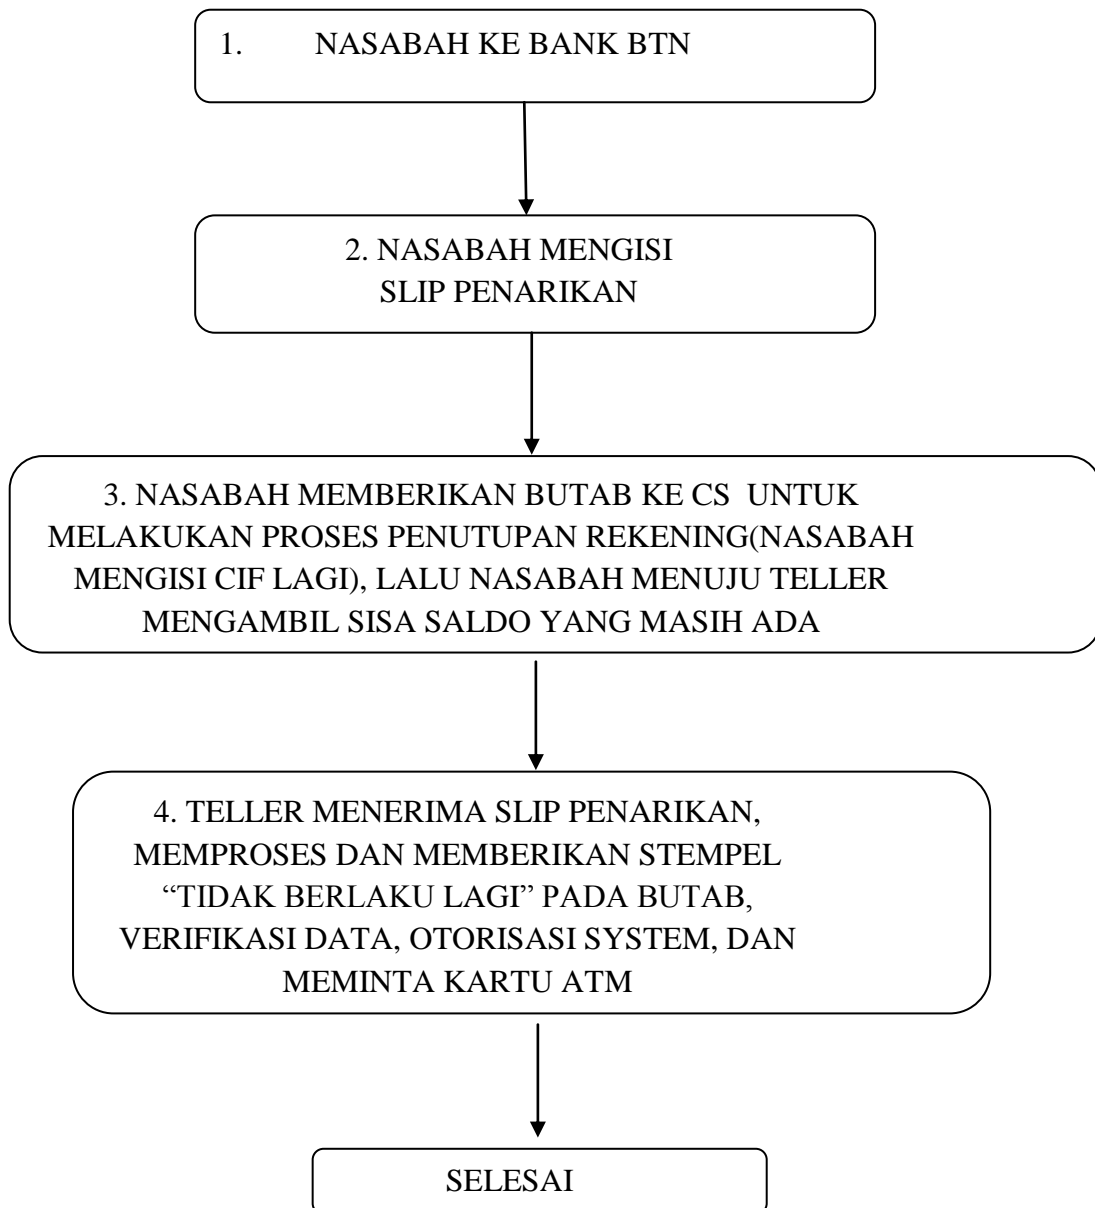 1. NASABAH KE BANK BTN
2. NASABAH MENGISI
SLIP PENARIKAN
3. NASABAH MEMBERIKAN BUTAB KE CS UNTUK
MELAKUKAN PROSES PENUTUPAN REKENING(NASABAH
MENGISI CIF LAGI), LALU NASABAH MENUJU TELLER
MENGAMBIL SISA SALDO YANG MASIH ADA
4. TELLER MENERIMA SLIP PENARIKAN,
MEMPROSES DAN MEMBERIKAN STEMPEL
“TIDAK BERLAKU LAGI” PADA BUTAB,
VERIFIKASI DATA, OTORISASI SYSTEM, DAN
MEMINTA KARTU ATM
SELESAI